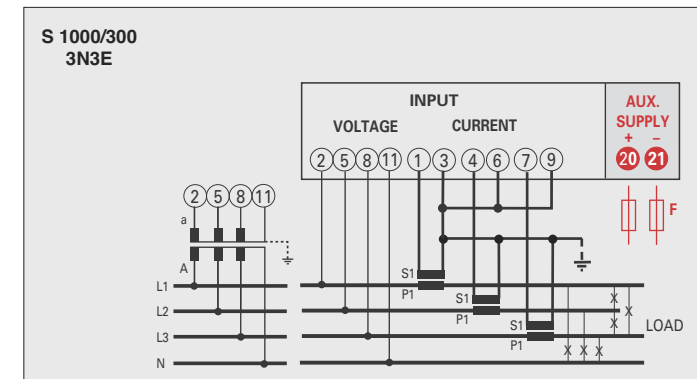 S 1000/300
3N3E
INPUT
VOLTAGE CURRENT
AUX.
SUPPLY
+ –
2 5 8 11 1 3 4 6 7 9 20 21
2 5 8 11
F
a
A
S1
P1
S1
P1
S1
P1
L1
L2
L3
N
X
X X
X
X X X
LOAD